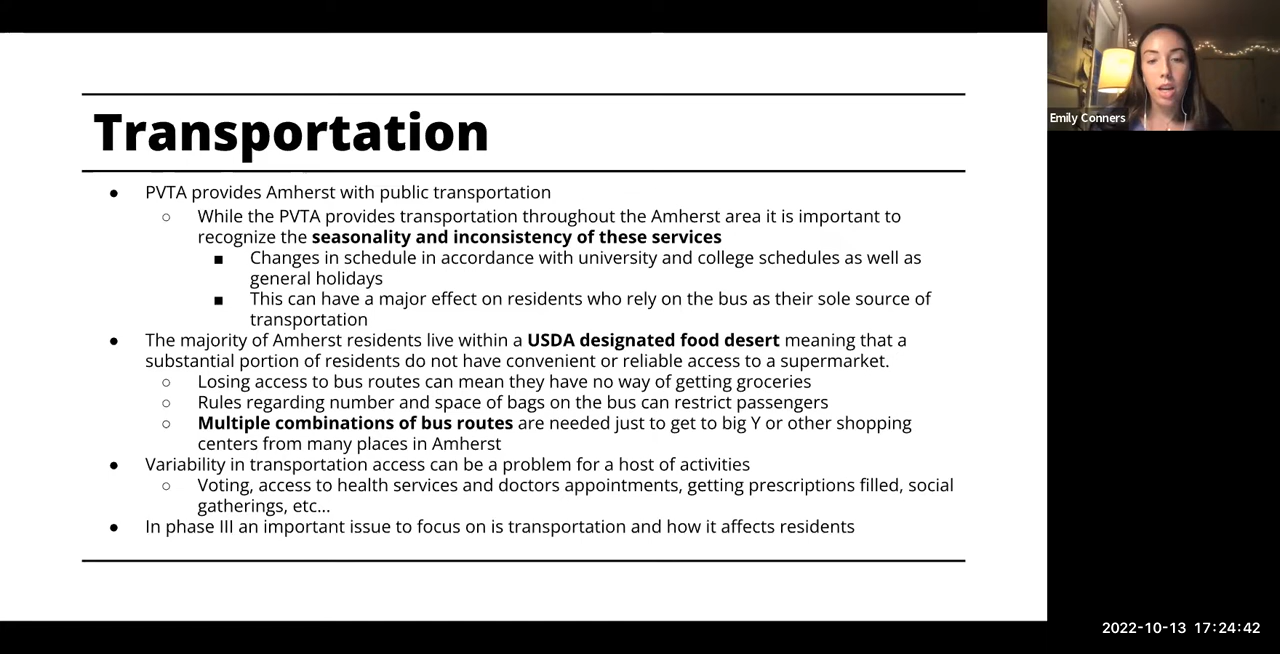 Transportation
● PVTA provides Amherst with public transportation
○ While the PVTA provides transportation throughout the Amherst area it is important to
recognize the seasonality and inconsistency of these services
■ Changes in schedule in accordance with university and college schedules as well as
general holidays
■ This can have a major effect on residents who rely on the bus as their sole source of
transportation
● The majority of Amherst residents live within a USDA designated food desert meaning that a
substantial portion of residents do not have convenient or reliable access to a supermarket.
○ Losing access to bus routes can mean they have no way of getting groceries
○ Rules regarding number and space of bags on the bus can restrict passengers
○ Multiple combinations of bus routes are needed just to get to big Y or other shopping
centers from many places in Amherst
● Variability in transportation access can be a problem for a host of activities
○ Voting, access to health services and doctors appointments, getting prescriptions filled, social
gatherings, etc...
● In phase III an important issue to focus on is transportation and how it affects residents
Emily Conners
2022-10-13 17:24:42